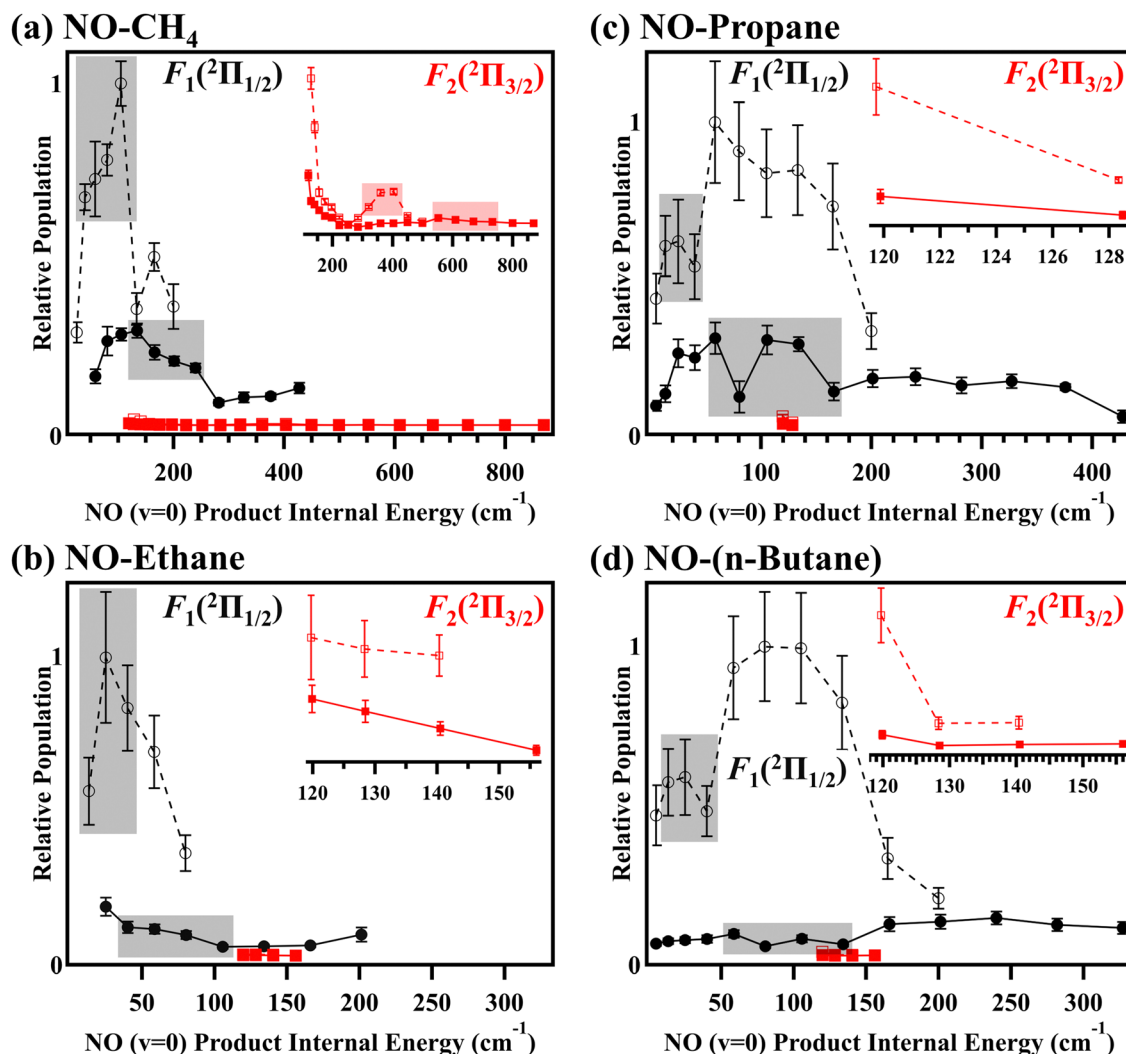 (a) NO-CH4
1
F1(²Π1/2)
F2(²Π3/2)
Relative Population
200 400 600 800
0
200 400 600 800
NO (v=0) Product Internal Energy (cm⁻¹)
(c) NO-Propane
1
F1(²Π1/2)
F2(²Π3/2)
Relative Population
120 122 124 126 128
0
0 100 200 300 400
NO (v=0) Product Internal Energy (cm⁻¹)
(b) NO-Ethane
1
F1(²Π1/2)
F2(²Π3/2)
Relative Population
120 130 140 150
0
50 100 150 200 250 300
NO (v=0) Product Internal Energy (cm⁻¹)
(d) NO-(n-Butane)
1
F2(²Π3/2)
Relative Population
120 130 140 150
F1(²Π1/2)
0
50 100 150 200 250 300
NO (v=0) Product Internal Energy (cm⁻¹)